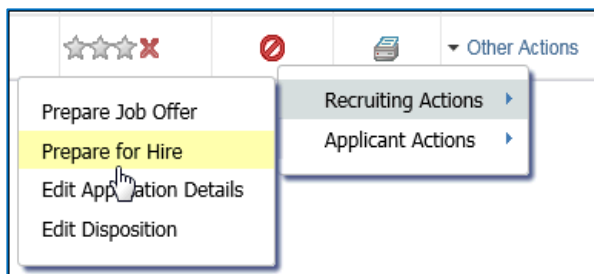 Other Actions
Recruiting Actions
Applicant Actions
Prepare Job Offer
Prepare for Hire
Edit Application Details
Edit Disposition